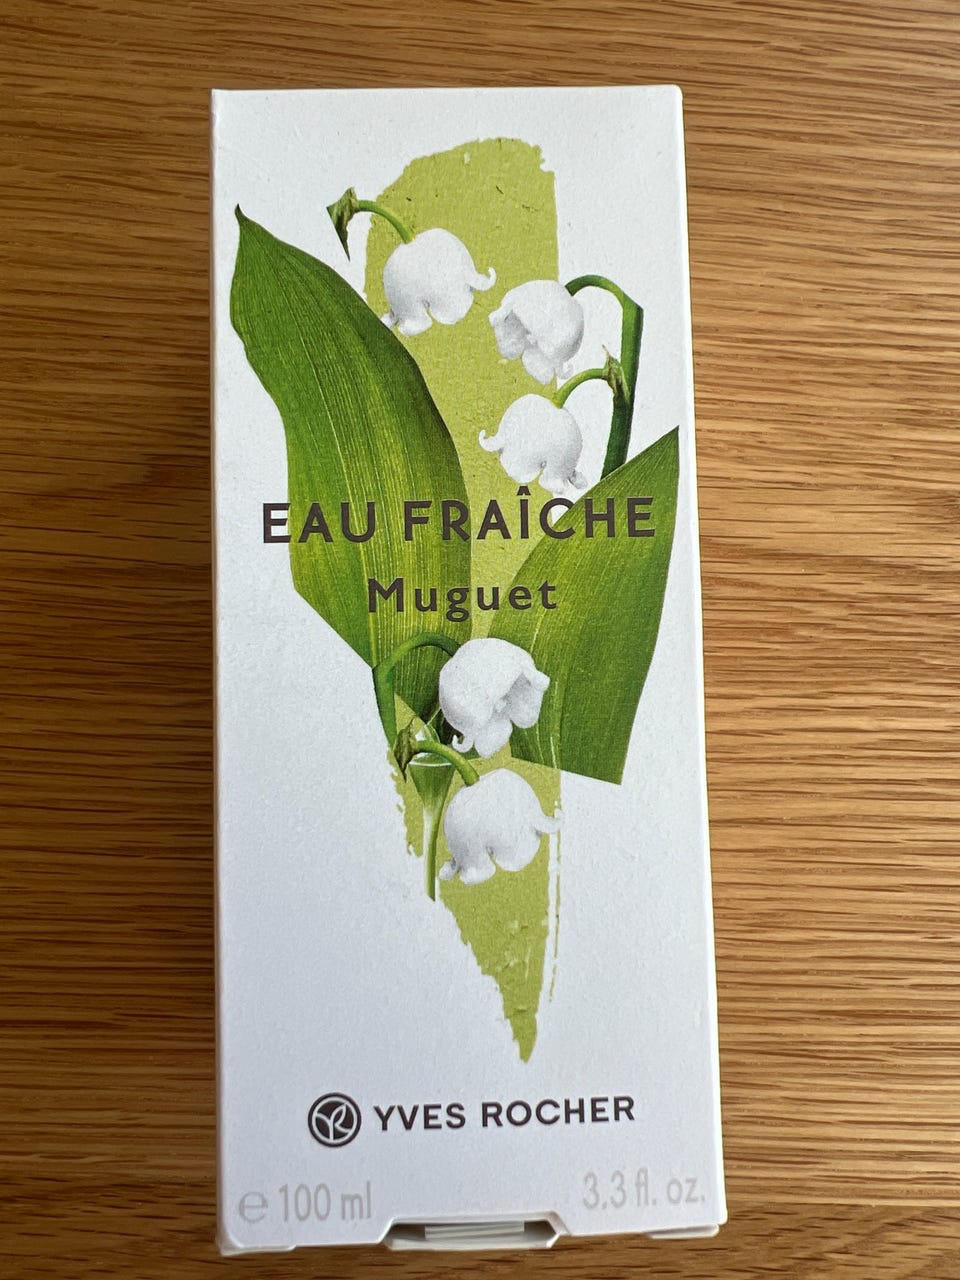 EAU FRAÎCHE
Muguet
YVES ROCHER
℮ 100 ml 3.3 fl. oz.